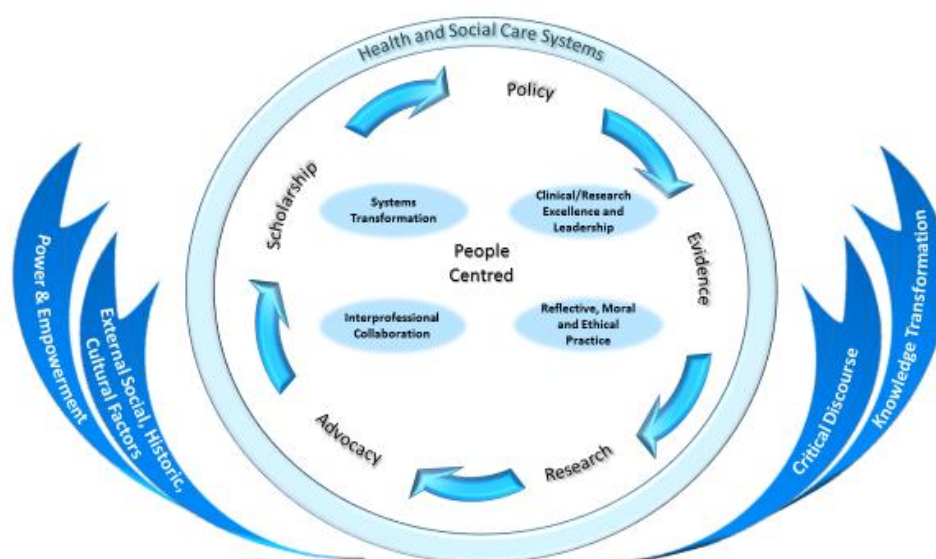 Health and Social Care Systems
Policy
Scholarship
Systems
Transformation
Clinical/Research
Excellence and
Leadership
People
Centred
Evidence
Interprofessional
Collaboration
Reflective, Moral
and Ethical
Practice
Advocacy
Research
Power & Empowerment
External Social, Historic,
Cultural Factors
Critical Discourse
Knowledge Transformation